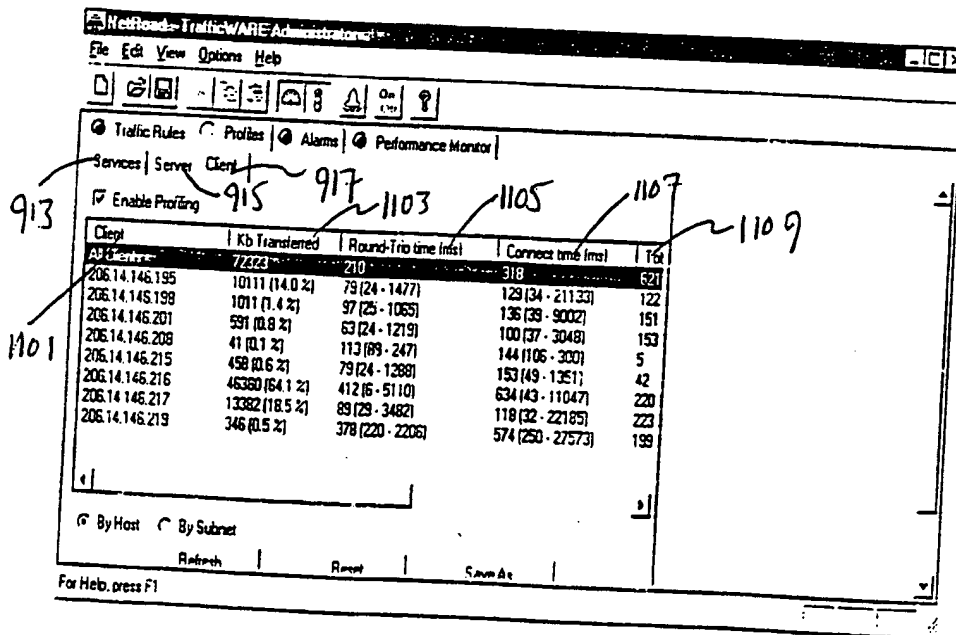 NetRoads TrafficWARE Administrator
File Edit View Options Help
On Off
Traffic Rules Profiles Alarms Performance Monitor
Services Server Client
913 915 917
Enable Profiling
1103 1105 1107 1109
Client Kb Transferred Round-Trip time (ms) Connect time (ms)
All Clients 72323 210 318 621
206.14.146.195 10111 (14.0 %) 79 (24 - 1477) 129 (34 - 21133) 122
206.14.146.198 1011 (1.4 %) 97 (25 - 1065) 136 (39 - 9002) 151
206.14.146.201 591 (0.8 %) 63 (24 - 1219) 100 (37 - 3048) 153
206.14.146.208 41 (0.1 %) 113 (89 - 247) 144 (106 - 300) 5
206.14.146.215 458 (0.6 %) 79 (24 - 1288) 153 (49 - 1351) 42
206.14.146.216 46360 (64.1 %) 412 (6 - 5110) 634 (43 - 11047) 220
206.14.146.217 13382 (18.5 %) 89 (29 - 3482) 118 (32 - 22185) 223
206.14.146.219 346 (0.5 %) 378 (220 - 2206) 574 (250 - 27573) 199
1101
By Host By Subnet
Refresh Reset Save As
For Help, press F1